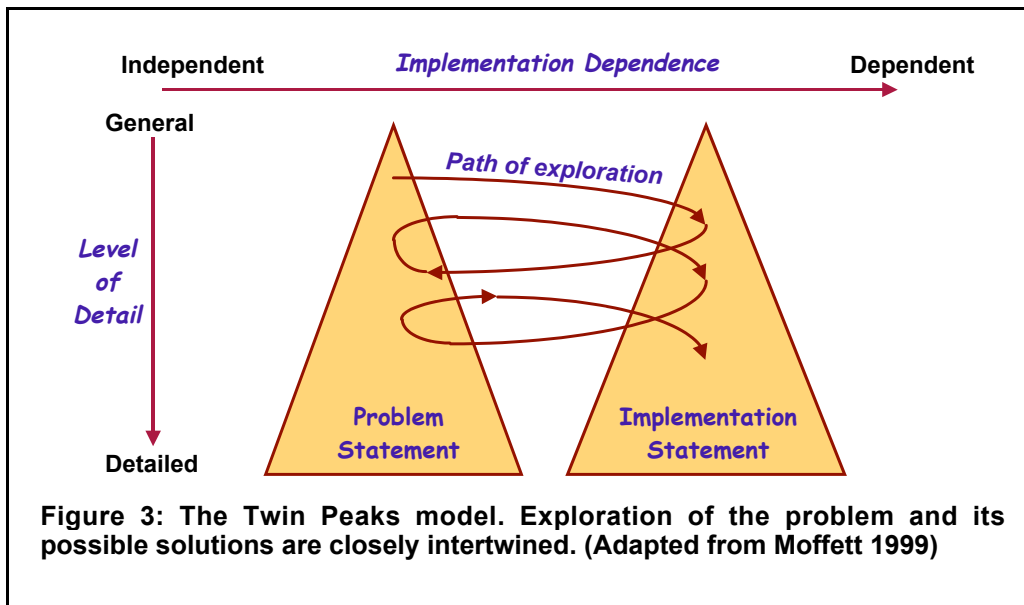 Independent Implementation Dependence Dependent
General
Path of exploration
Level
of
Detail
Problem
Statement
Implementation
Statement
Detailed
Figure 3: The Twin Peaks model. Exploration of the problem and its
possible solutions are closely intertwined. (Adapted from Moffett 1999)